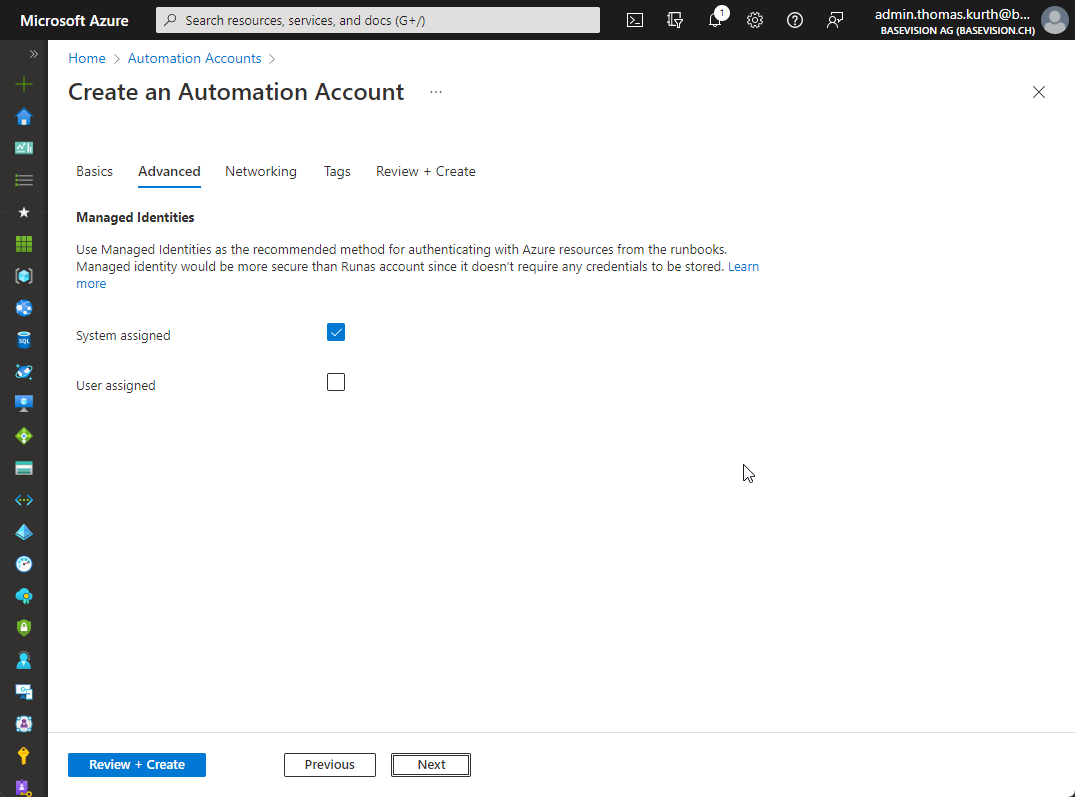 Microsoft Azure
Search resources, services, and docs (G+/)
1
admin.thomas.kurth@b...
BASEVISION AG (BASEVISION.CH)
Home > Automation Accounts >
Create an Automation Account ...
Basics Advanced Networking Tags Review + Create
Managed Identities
Use Managed Identities as the recommended method for authenticating with Azure resources from the runbooks.
Managed identity would be more secure than Runas account since it doesn't require any credentials to be stored. Learn
more
System assigned
User assigned
SQL
Review + Create Previous Next